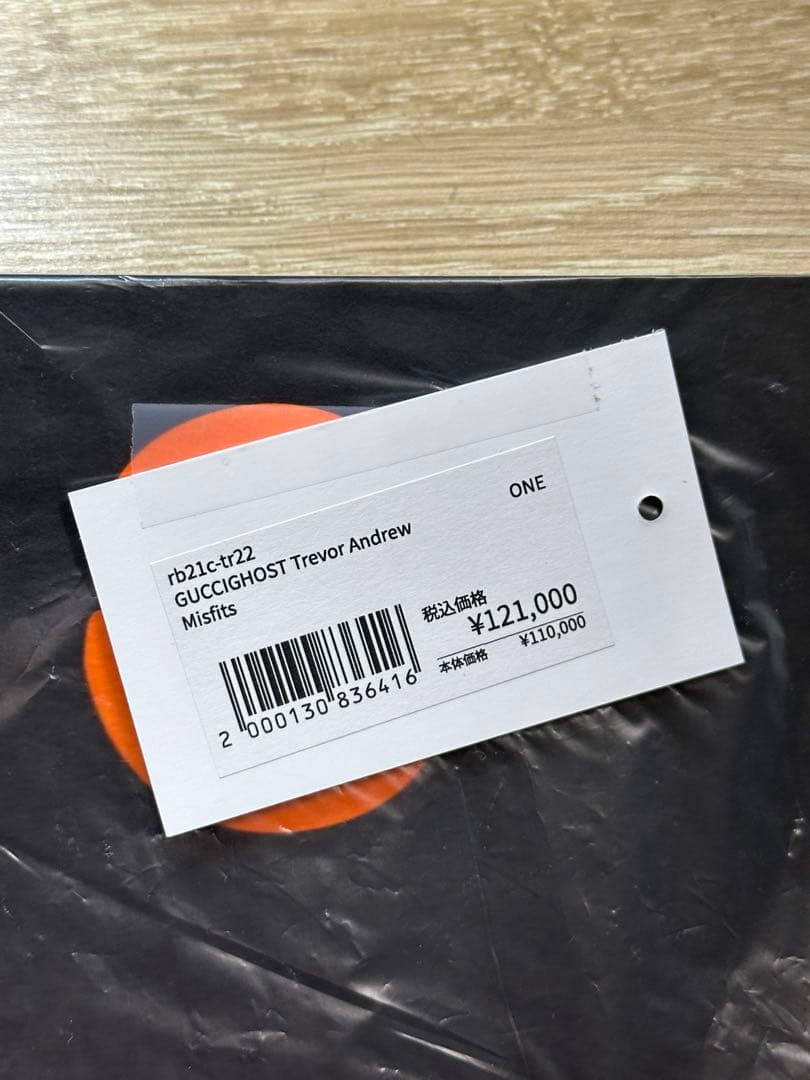 ONE
rb21c-tr22
GUCCIGHOST Trevor Andrew
Misfits
税込価格
¥121,000
本体価格 ¥110,000
2 000130 836416